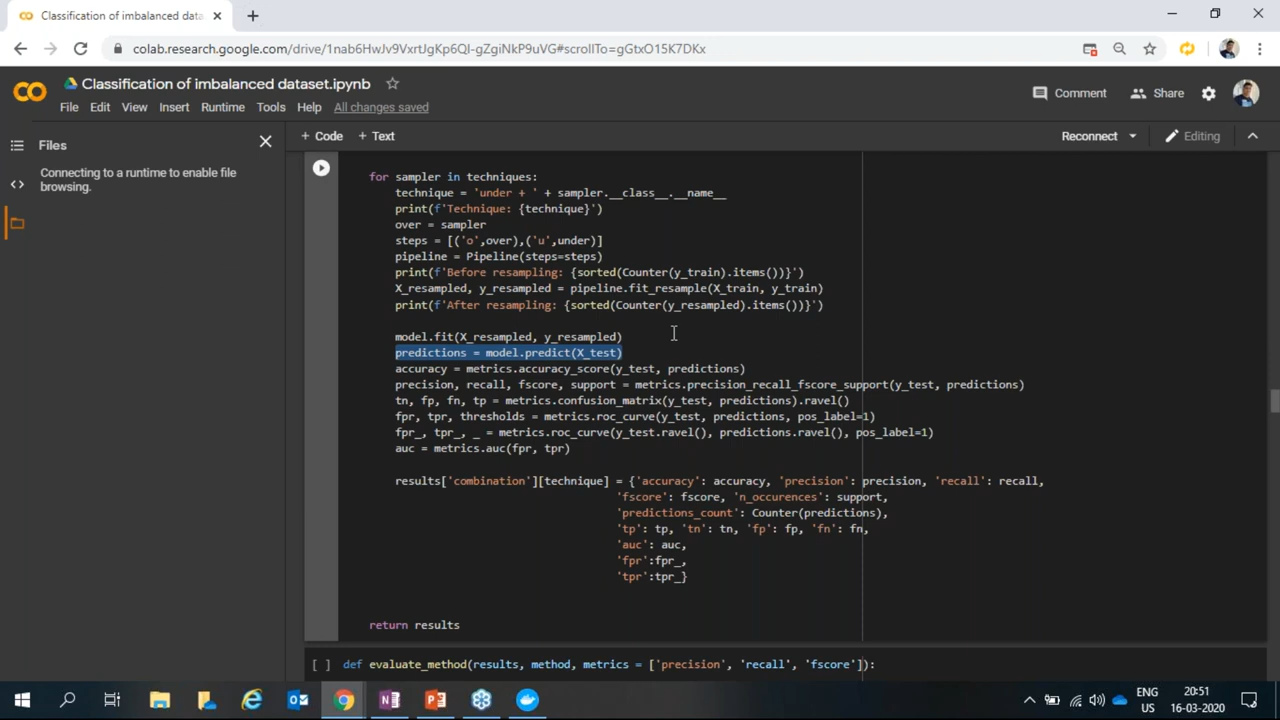 Classification of imbalanced data
colab.research.google.com/drive/1nab6HwJv9VxrtJgKp6Ql-gZgiNkP9uVG#scrollTo=gGtxO15K7DKx
Classification of imbalanced dataset.ipynb
Comment
Share
File Edit View Insert Runtime Tools Help All changes saved
Files
+ Code + Text
Reconnect
Editing
Connecting to a runtime to enable file
browsing.
for sampler in techniques:
technique = 'under + ' + sampler.__class__.__name__
print(f'Technique: {technique}')
over = sampler
steps = [('o',over),('u',under)]
pipeline = Pipeline(steps=steps)
print(f'Before resampling: {sorted(Counter(y_train).items())}')
X_resampled, y_resampled = pipeline.fit_resample(X_train, y_train)
print(f'After resampling: {sorted(Counter(y_resampled).items())}')
model.fit(X_resampled, y_resampled)
predictions = model.predict(X_test)
accuracy = metrics.accuracy_score(y_test, predictions)
precision, recall, fscore, support = metrics.precision_recall_fscore_support(y_test, predictions)
tn, fp, fn, tp = metrics.confusion_matrix(y_test, predictions).ravel()
fpr, tpr, thresholds = metrics.roc_curve(y_test, predictions, pos_label=1)
fpr_, tpr_, _ = metrics.roc_curve(y_test.ravel(), predictions.ravel(), pos_label=1)
auc = metrics.auc(fpr, tpr)
results['combination'][technique] = {'accuracy': accuracy, 'precision': precision, 'recall': recall,
'fscore': fscore, 'n_occurences': support,
'predictions_count': Counter(predictions),
'tp': tp, 'tn': tn, 'fp': fp, 'fn': fn,
'auc': auc,
'fpr':fpr_,
'tpr':tpr_}
return results
[ ] def evaluate_method(results, method, metrics = ['precision', 'recall', 'fscore']):
ENG
US
20:51
16-03-2020